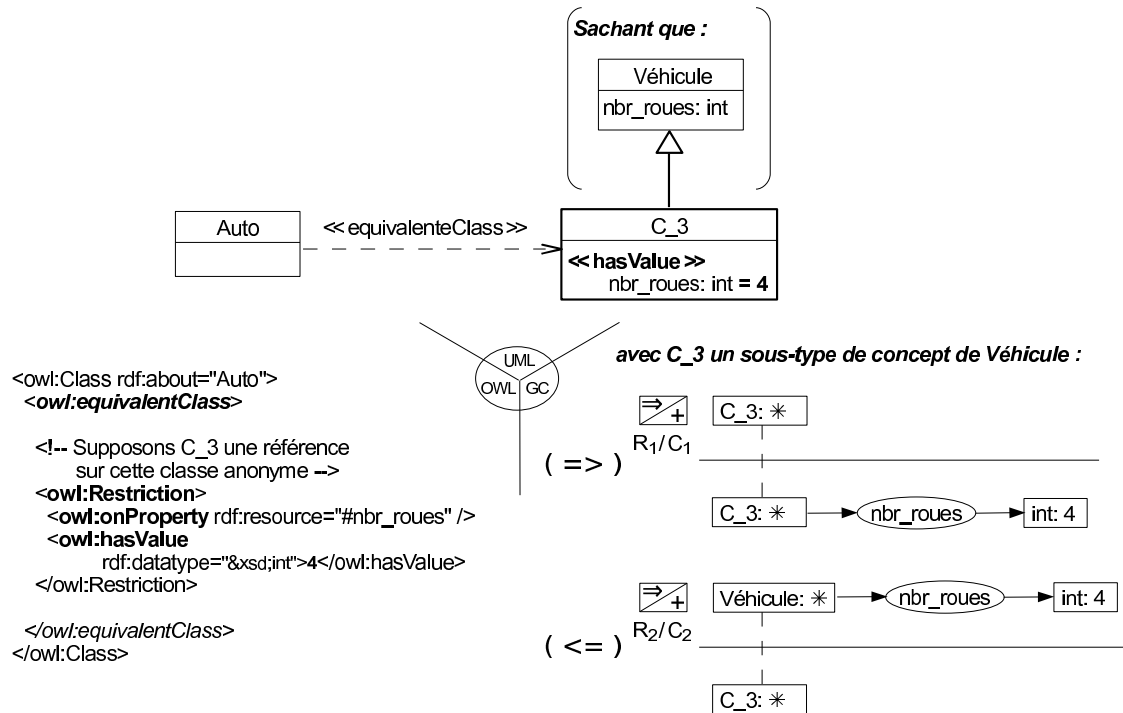 Sachant que :
Véhicule
nbr_roues: int
Auto
<< equivalenteClass >>
C_3
<< hasValue >>
nbr_roues: int = 4
UML
OWL
GC
<owl:Class rdf:about="Auto">
<owl:equivalentClass>
<!-- Supposons C_3 une référence
sur cette classe anonyme -->
<owl:Restriction>
<owl:onProperty rdf:resource="#nbr_roues" />
<owl:hasValue
rdf:datatype="&xsd;int">4</owl:hasValue>
</owl:Restriction>
</owl:equivalentClass>
</owl:Class>
avec C_3 un sous-type de concept de Véhicule :
( => )
⇒ +
R1/C1
C_3: ∗
C_3: ∗
nbr_roues
int: 4
( <= )
⇒ +
R2/C2
Véhicule: ∗
nbr_roues
int: 4
C_3: ∗